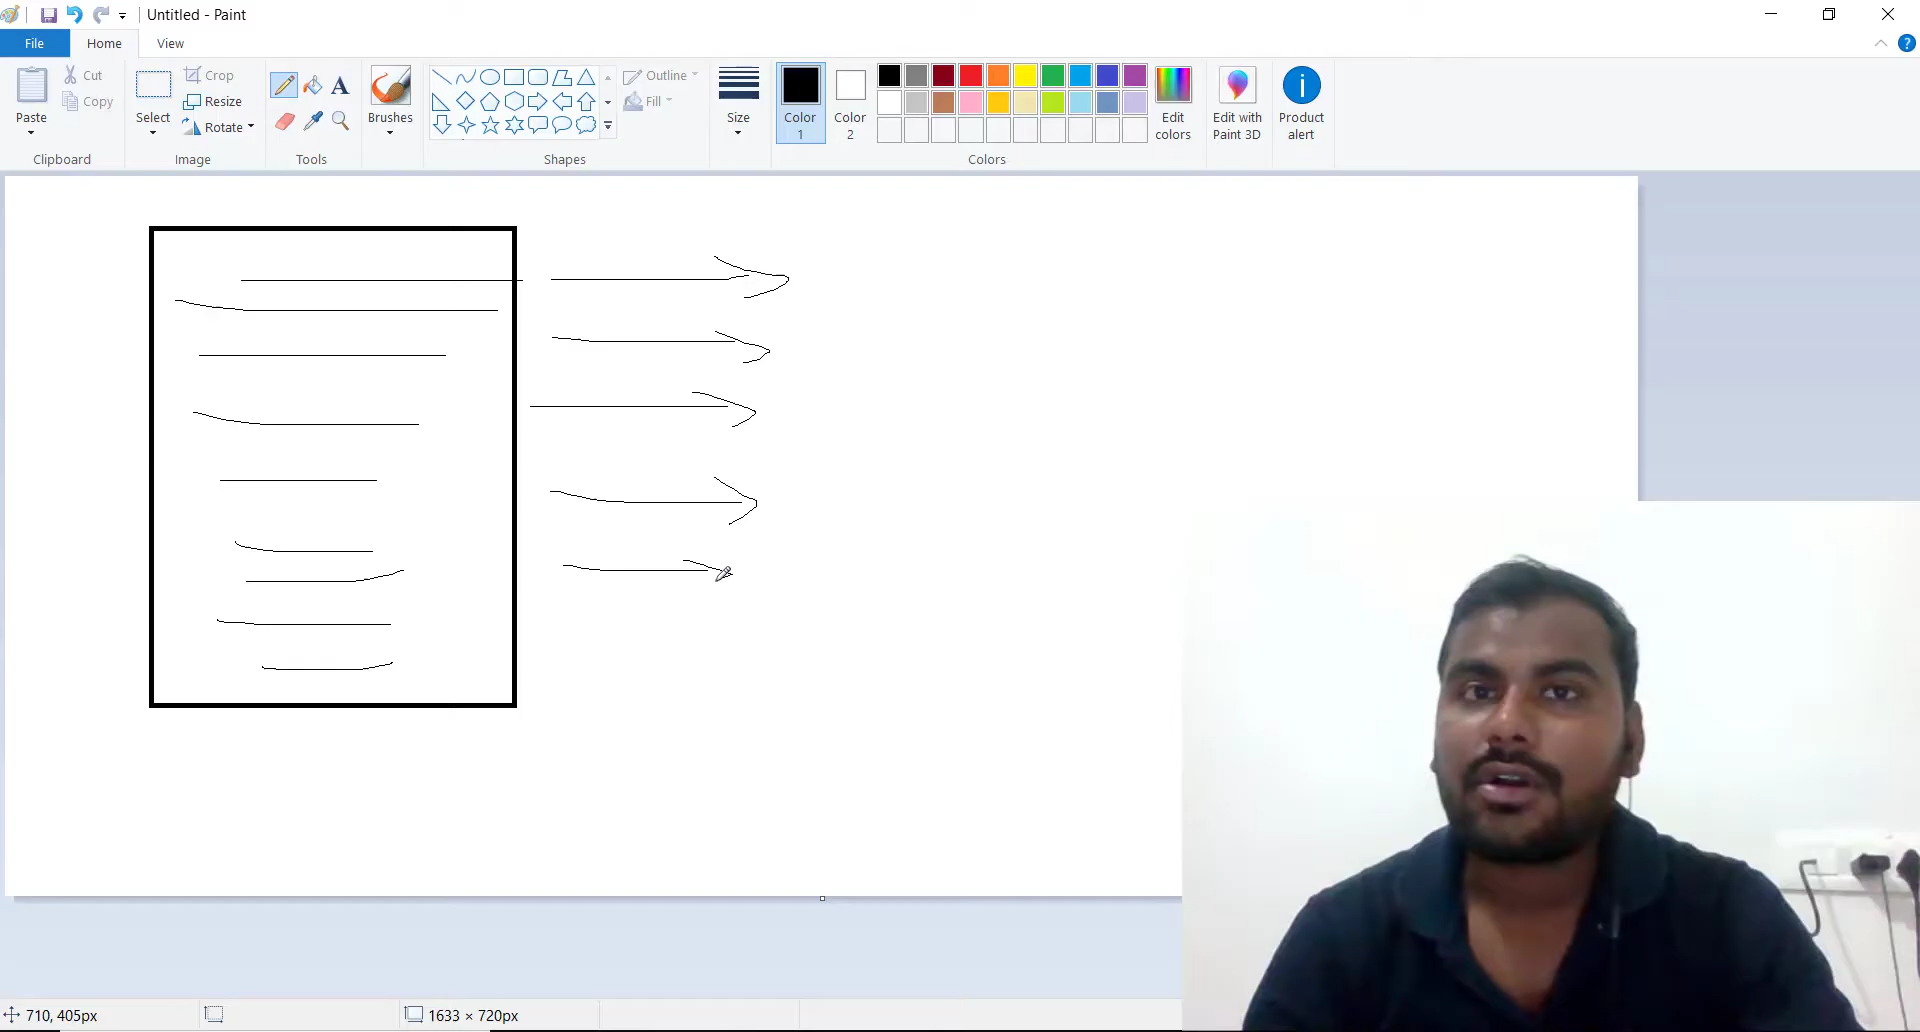 Untitled - Paint
File Home View
Paste
Cut
Copy
Clipboard
Select
Crop
Resize
Rotate
Image
A
Tools
Brushes
Outline
Fill
Shapes
Size
Color 1
Color 2
Edit colors
Colors
Edit with Paint 3D
Product alert
?
i
710, 405px
1633 × 720px